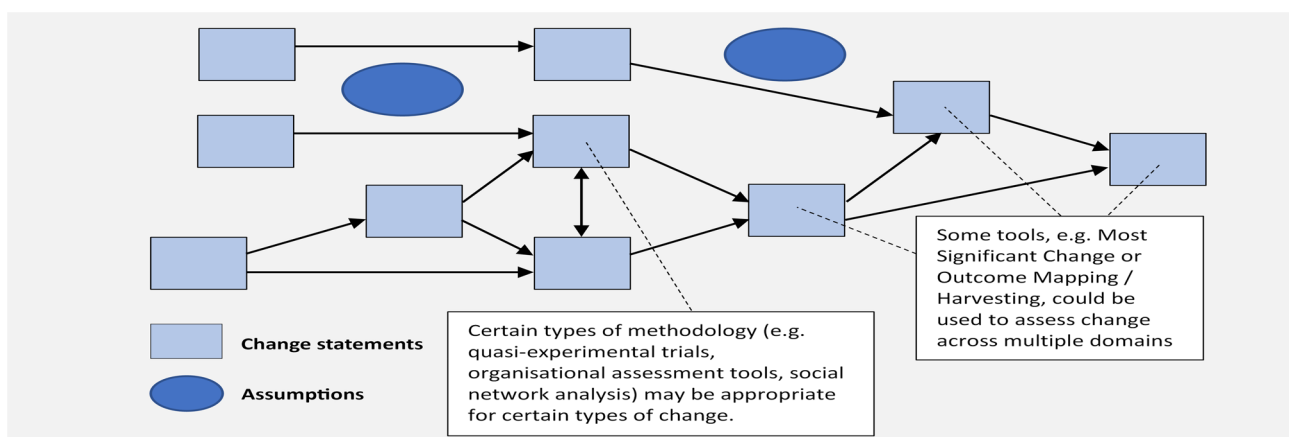 Some tools, e.g. Most
Significant Change or
Outcome Mapping /
Harvesting, could be
used to assess change
across multiple domains
Change statements
Assumptions
Certain types of methodology (e.g.
quasi-experimental trials,
organisational assessment tools, social
network analysis) may be appropriate
for certain types of change.